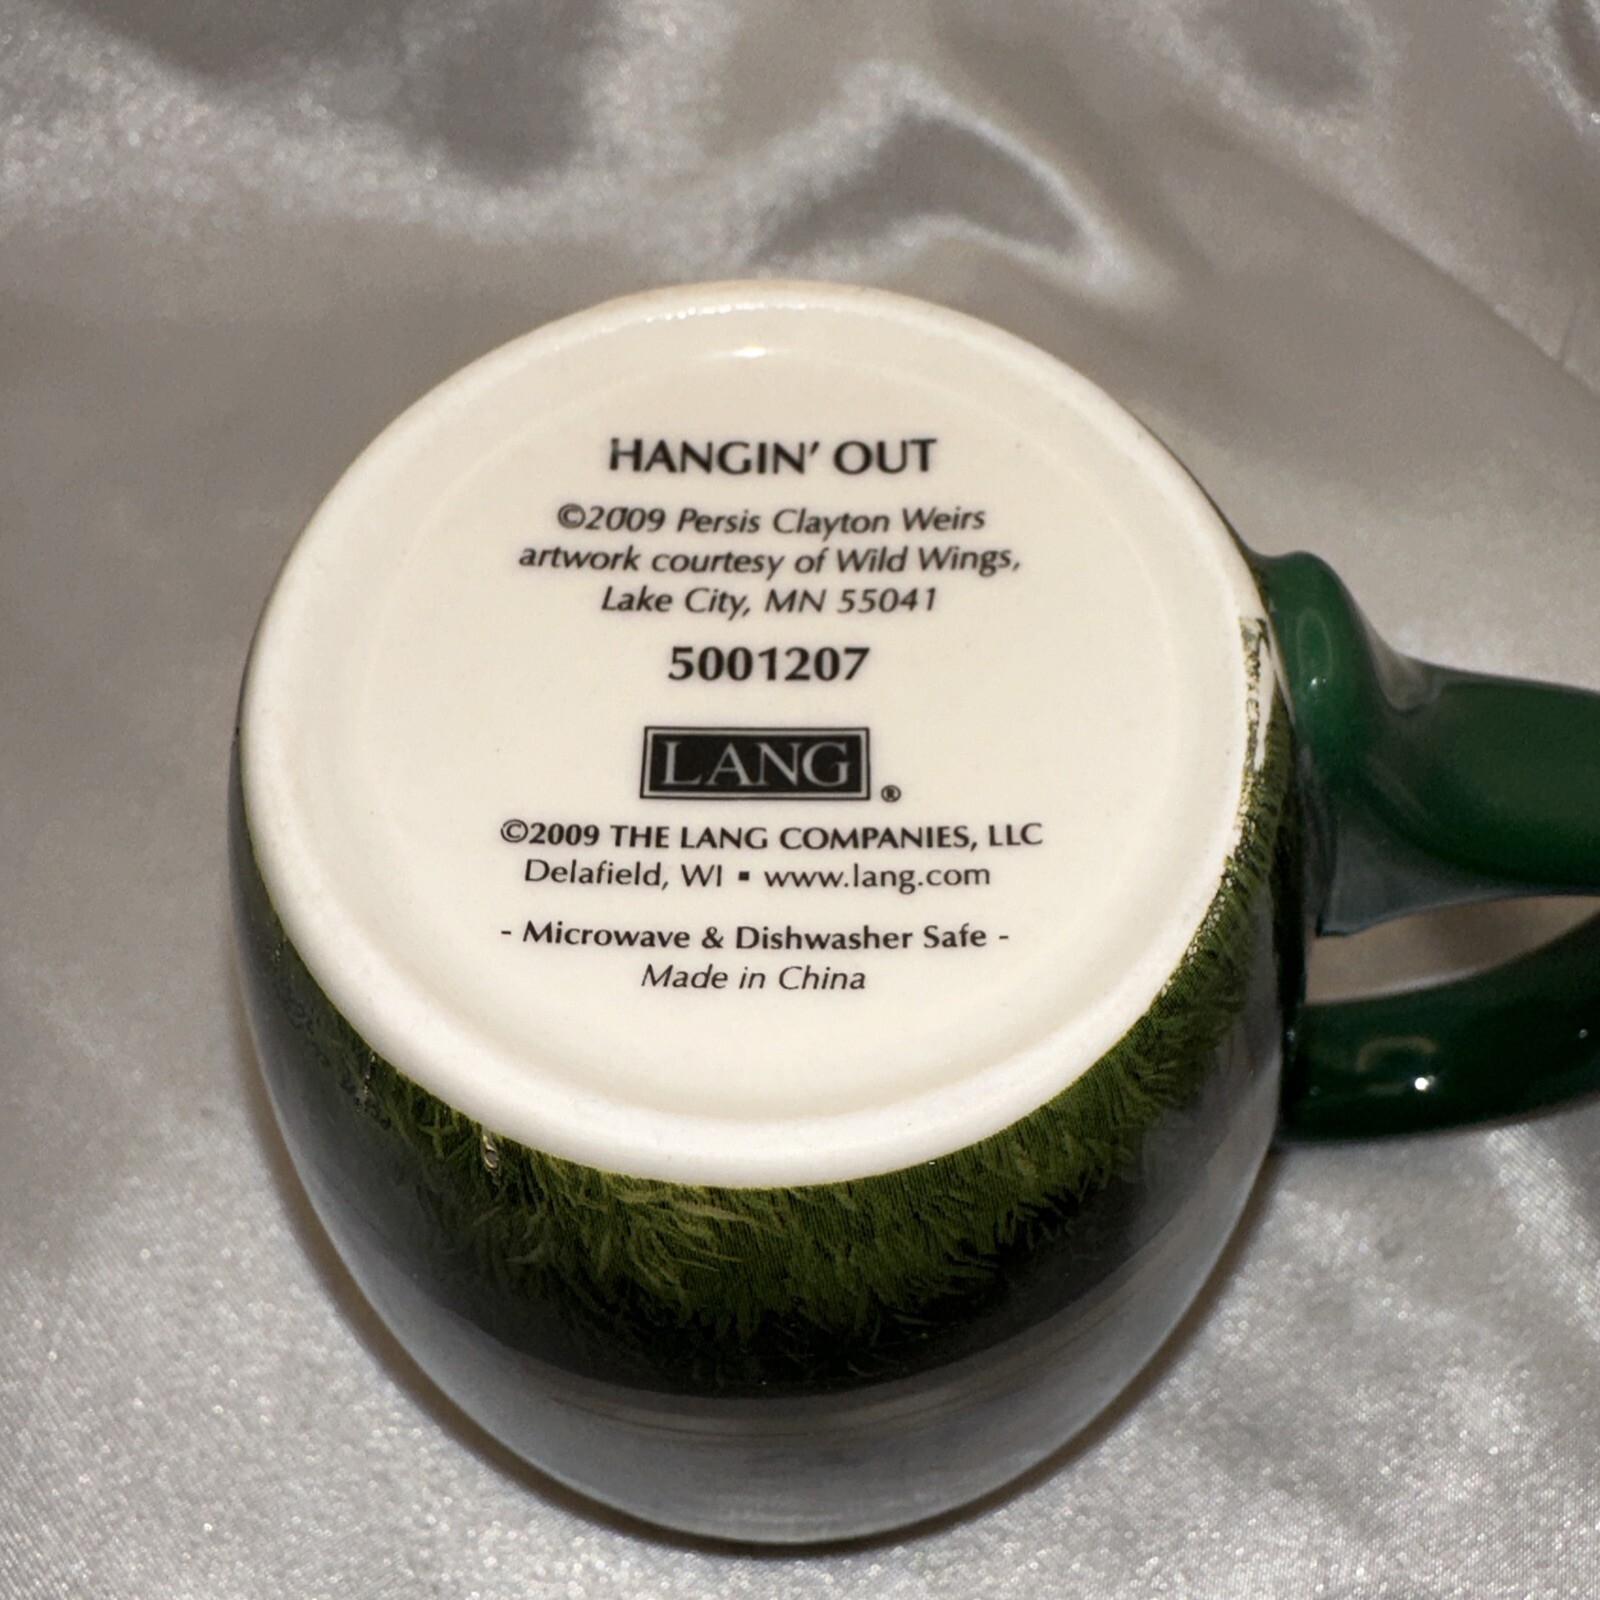 HANGIN' OUT
©2009 Persis Clayton Weirs
artwork courtesy of Wild Wings,
Lake City, MN 55041
5001207
LANG®
©2009 THE LANG COMPANIES, LLC
Delafield, WI ▪ www.lang.com
- Microwave & Dishwasher Safe -
Made in China